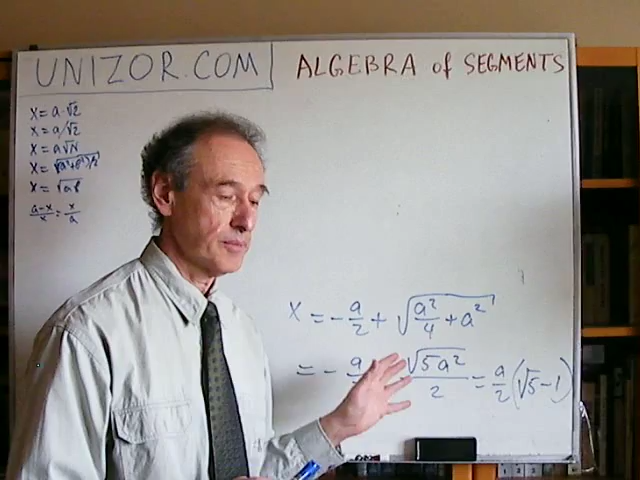 UNIZOR.COM
ALGEBRA of SEGMENTS
x = a·√2
x = a/√2
x = a√N
x = √(a²+b²)/2
x = √ab
a-x/x = x/a
x = -a/2 + √a²/4 + a²
= - a √5a²/2 = a/2 (√5-1)